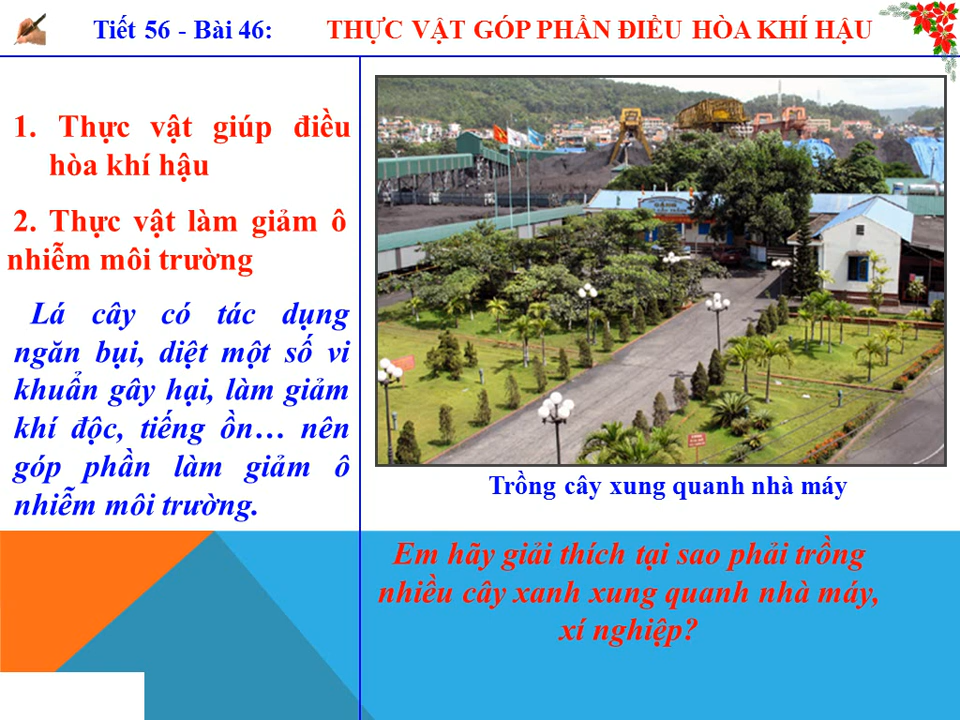 Tiết 56 - Bài 46: THỰC VẬT GÓP PHẦN ĐIỀU HÒA KHÍ HẬU
1. Thực vật giúp điều
hòa khí hậu
2. Thực vật làm giảm ô
nhiễm môi trường
Lá cây có tác dụng
ngăn bụi, diệt một số vi
khuẩn gây hại, làm giảm
khí độc, tiếng ồn… nên
góp phần làm giảm ô
nhiễm môi trường.
Trồng cây xung quanh nhà máy
Em hãy giải thích tại sao phải trồng
nhiều cây xanh xung quanh nhà máy,
xí nghiệp?